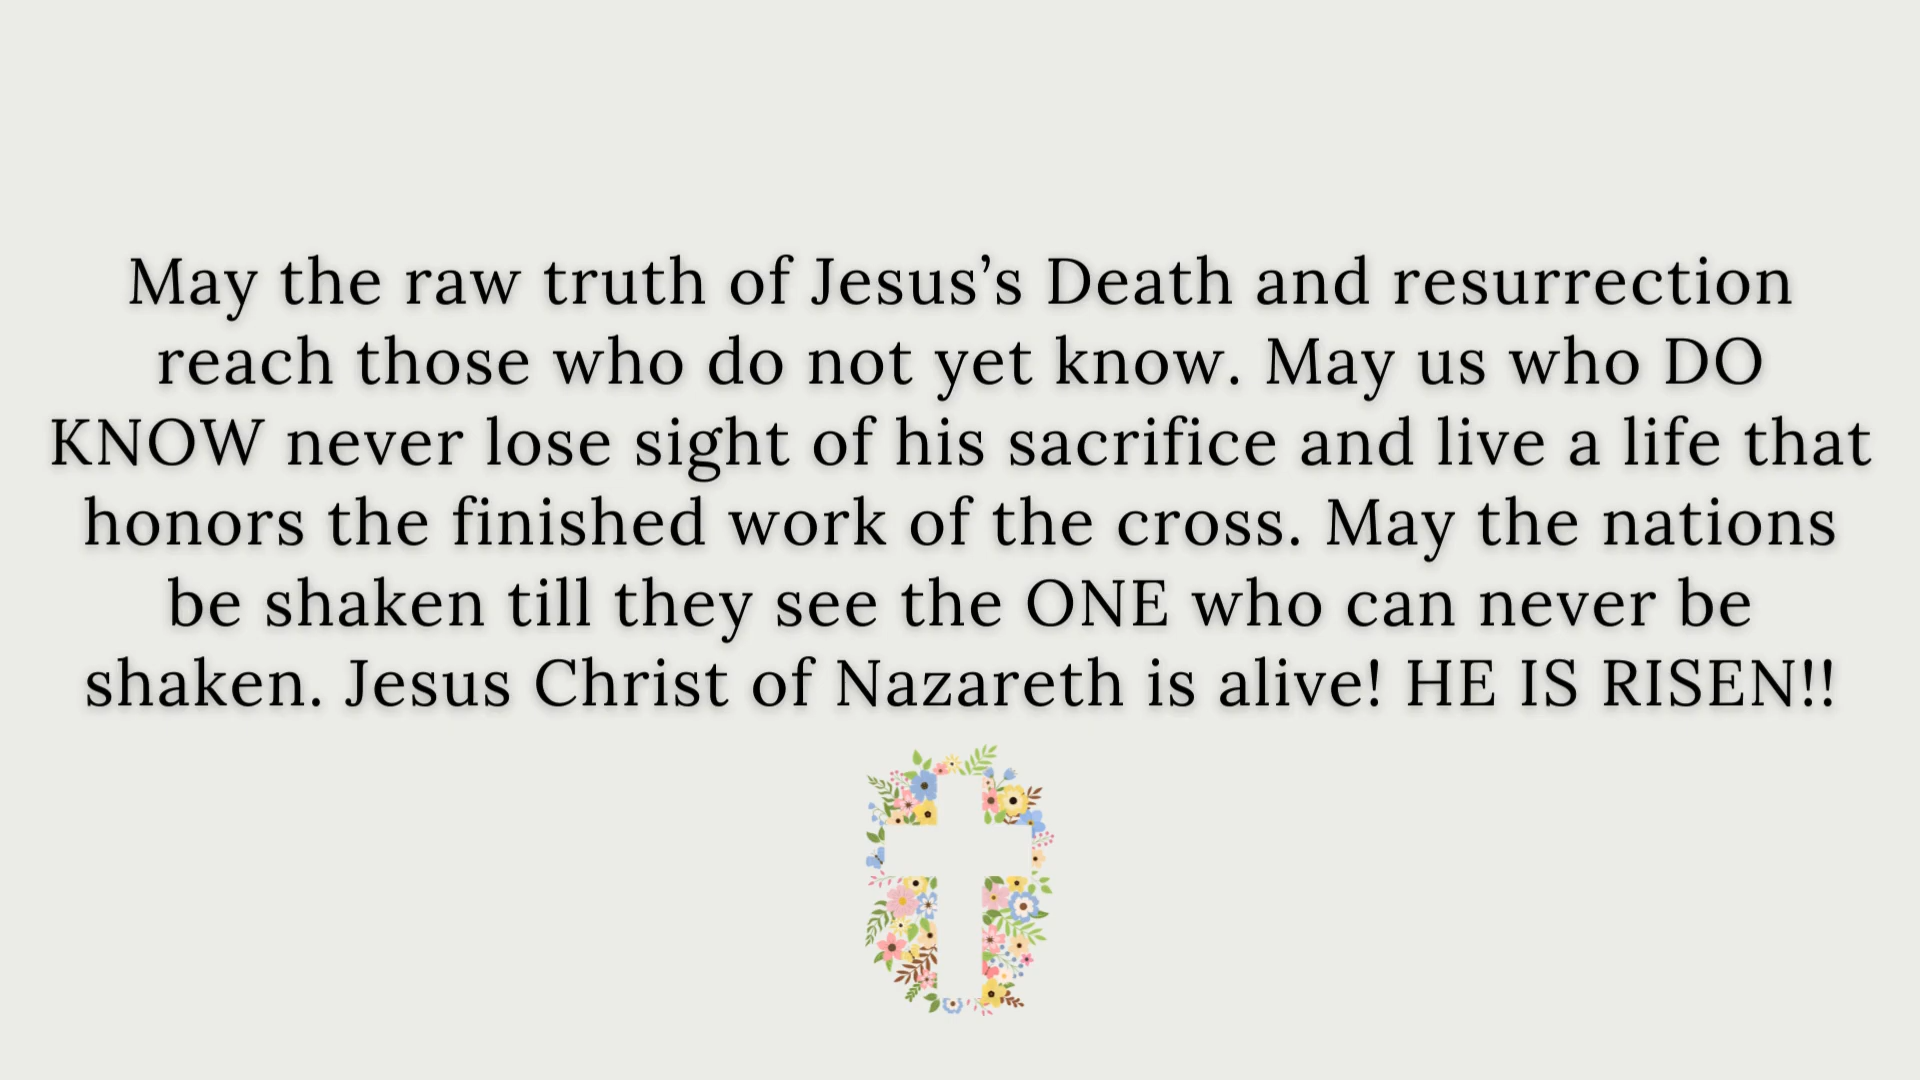 May the raw truth of Jesus’s Death and resurrection
reach those who do not yet know. May us who DO
KNOW never lose sight of his sacrifice and live a life that
honors the finished work of the cross. May the nations
be shaken till they see the ONE who can never be
shaken. Jesus Christ of Nazareth is alive! HE IS RISEN!!